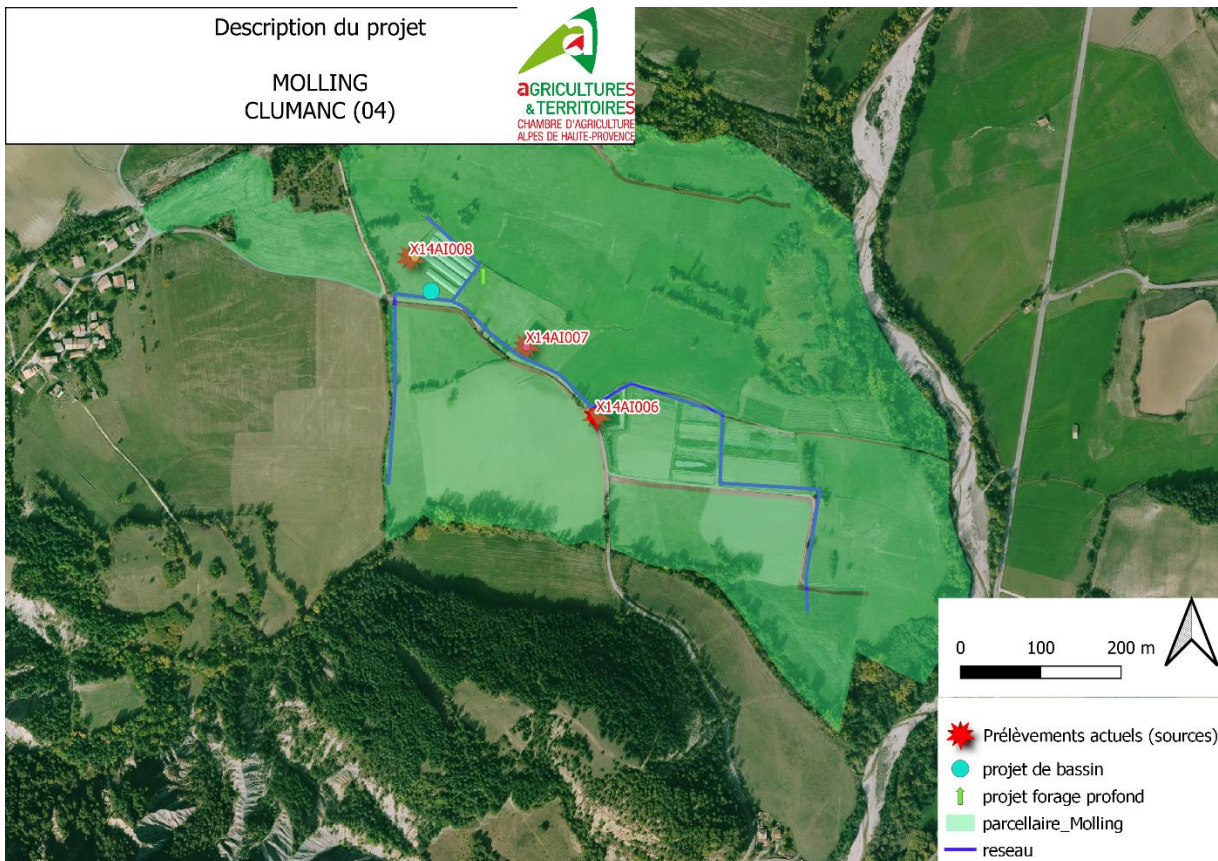 Description du projet
MOLLING
CLUMANC (04)
a
aGRICULTURES
& TERRITOIRES
CHAMBRE D'AGRICULTURE
ALPES DE HAUTE-PROVENCE
X14AI008
X14AI007
X14AI006
0 100 200 m
Prélèvements actuels (sources)
projet de bassin
projet forage profond
parcellaire_Molling
reseau